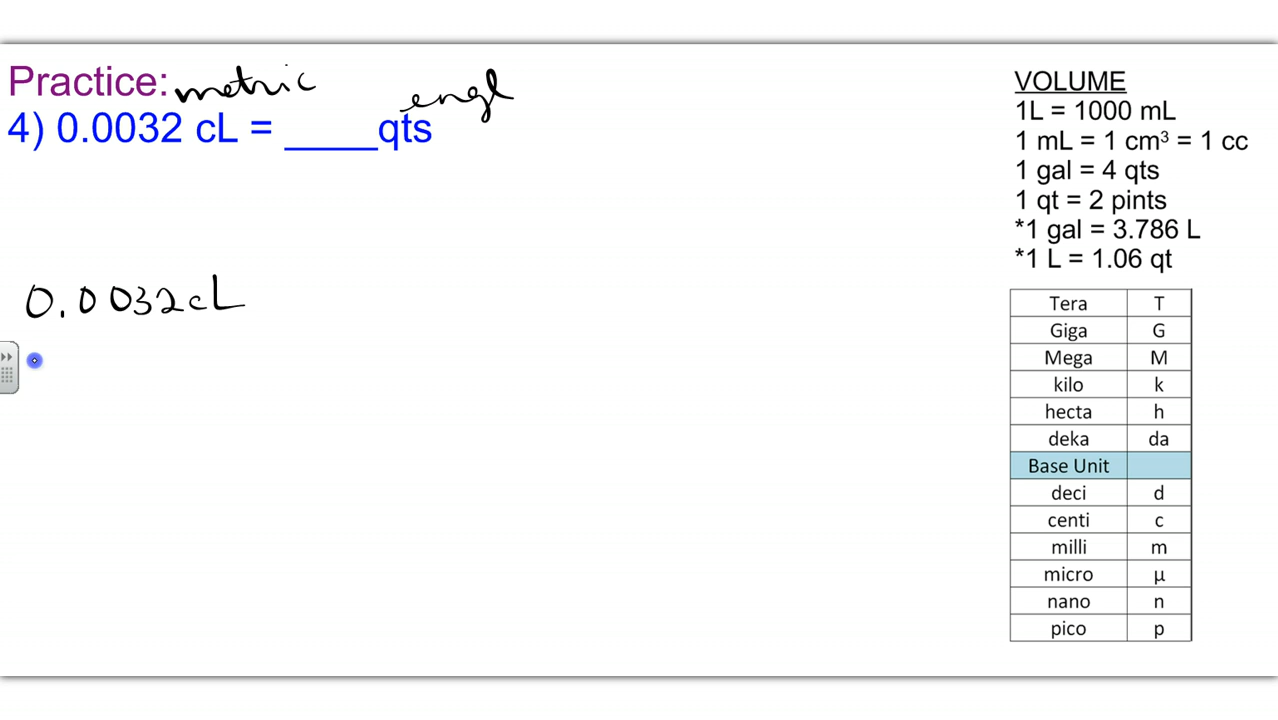 Practice: metric
engl
4) 0.0032 cL = _____qts
0.0032cL
VOLUME
1L = 1000 mL
1 mL = 1 cm³ = 1 cc
1 gal = 4 qts
1 qt = 2 pints
*1 gal = 3.786 L
*1 L = 1.06 qt
Tera T
Giga G
Mega M
kilo k
hecta h
deka da
Base Unit
deci d
centi c
milli m
micro μ
nano n
pico p